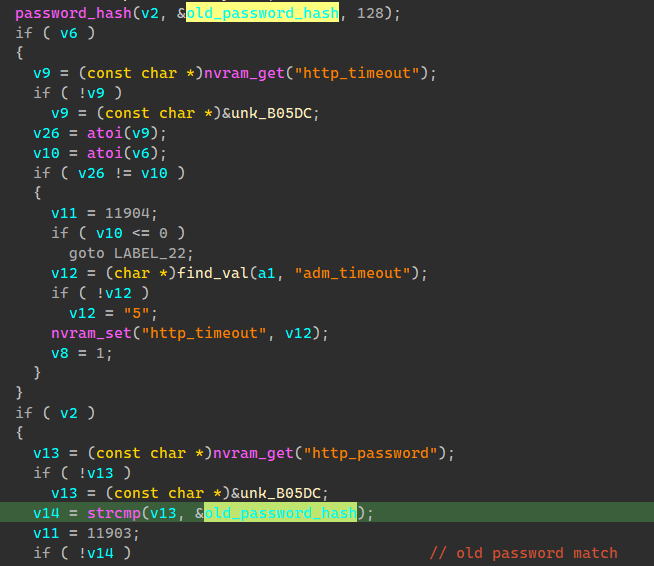 password_hash(v2, &old_password_hash, 128);
if ( v6 )
{
v9 = (const char *)nvram_get("http_timeout");
if ( !v9 )
v9 = (const char *)&unk_B05DC;
v26 = atoi(v9);
v10 = atoi(v6);
if ( v26 != v10 )
{
v11 = 11904;
if ( v10 <= 0 )
goto LABEL_22;
v12 = (char *)find_val(a1, "adm_timeout");
if ( !v12 )
v12 = "5";
nvram_set("http_timeout", v12);
v8 = 1;
}
}
if ( v2 )
{
v13 = (const char *)nvram_get("http_password");
if ( !v13 )
v13 = (const char *)&unk_B05DC;
v14 = strcmp(v13, &old_password_hash);
v11 = 11903;
if ( !v14 ) // old password match